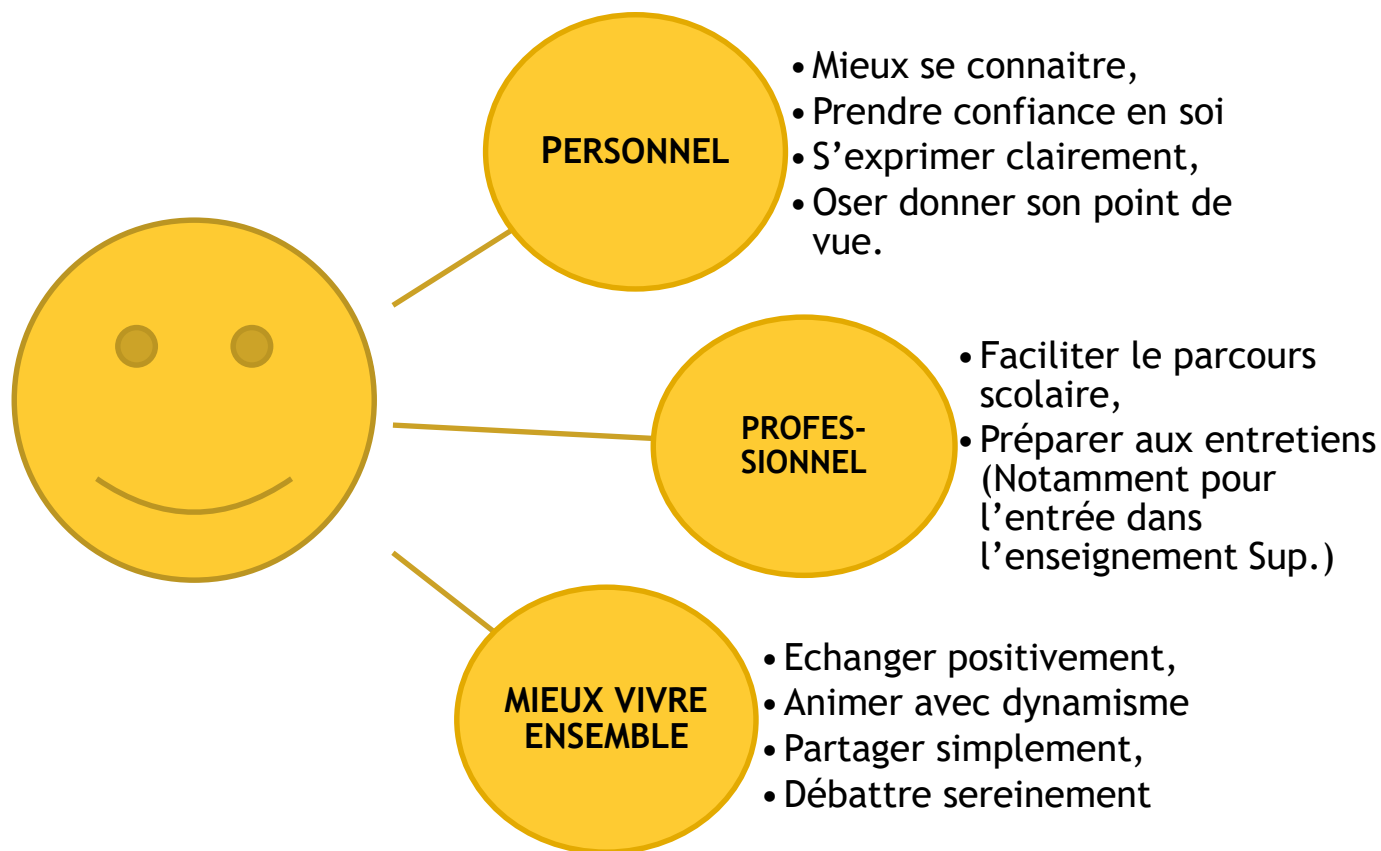 PERSONNEL
• Mieux se connaitre,
• Prendre confiance en soi
• S’exprimer clairement,
• Oser donner son point de
vue.
PROFES-
SIONNEL
• Faciliter le parcours
scolaire,
• Préparer aux entretiens
(Notamment pour
l’entrée dans
l’enseignement Sup.)
MIEUX VIVRE
ENSEMBLE
• Echanger positivement,
• Animer avec dynamisme
• Partager simplement,
• Débattre sereinement